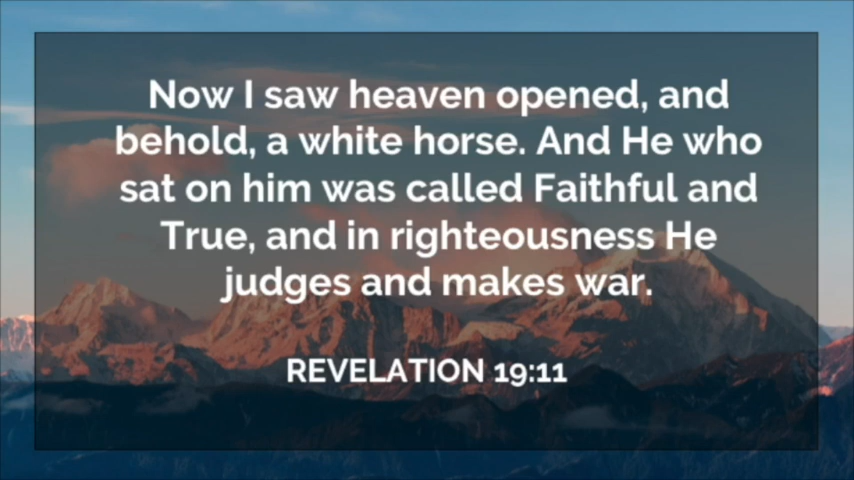 Now I saw heaven opened, and
behold, a white horse. And He who
sat on him was called Faithful and
True, and in righteousness He
judges and makes war.
REVELATION 19:11